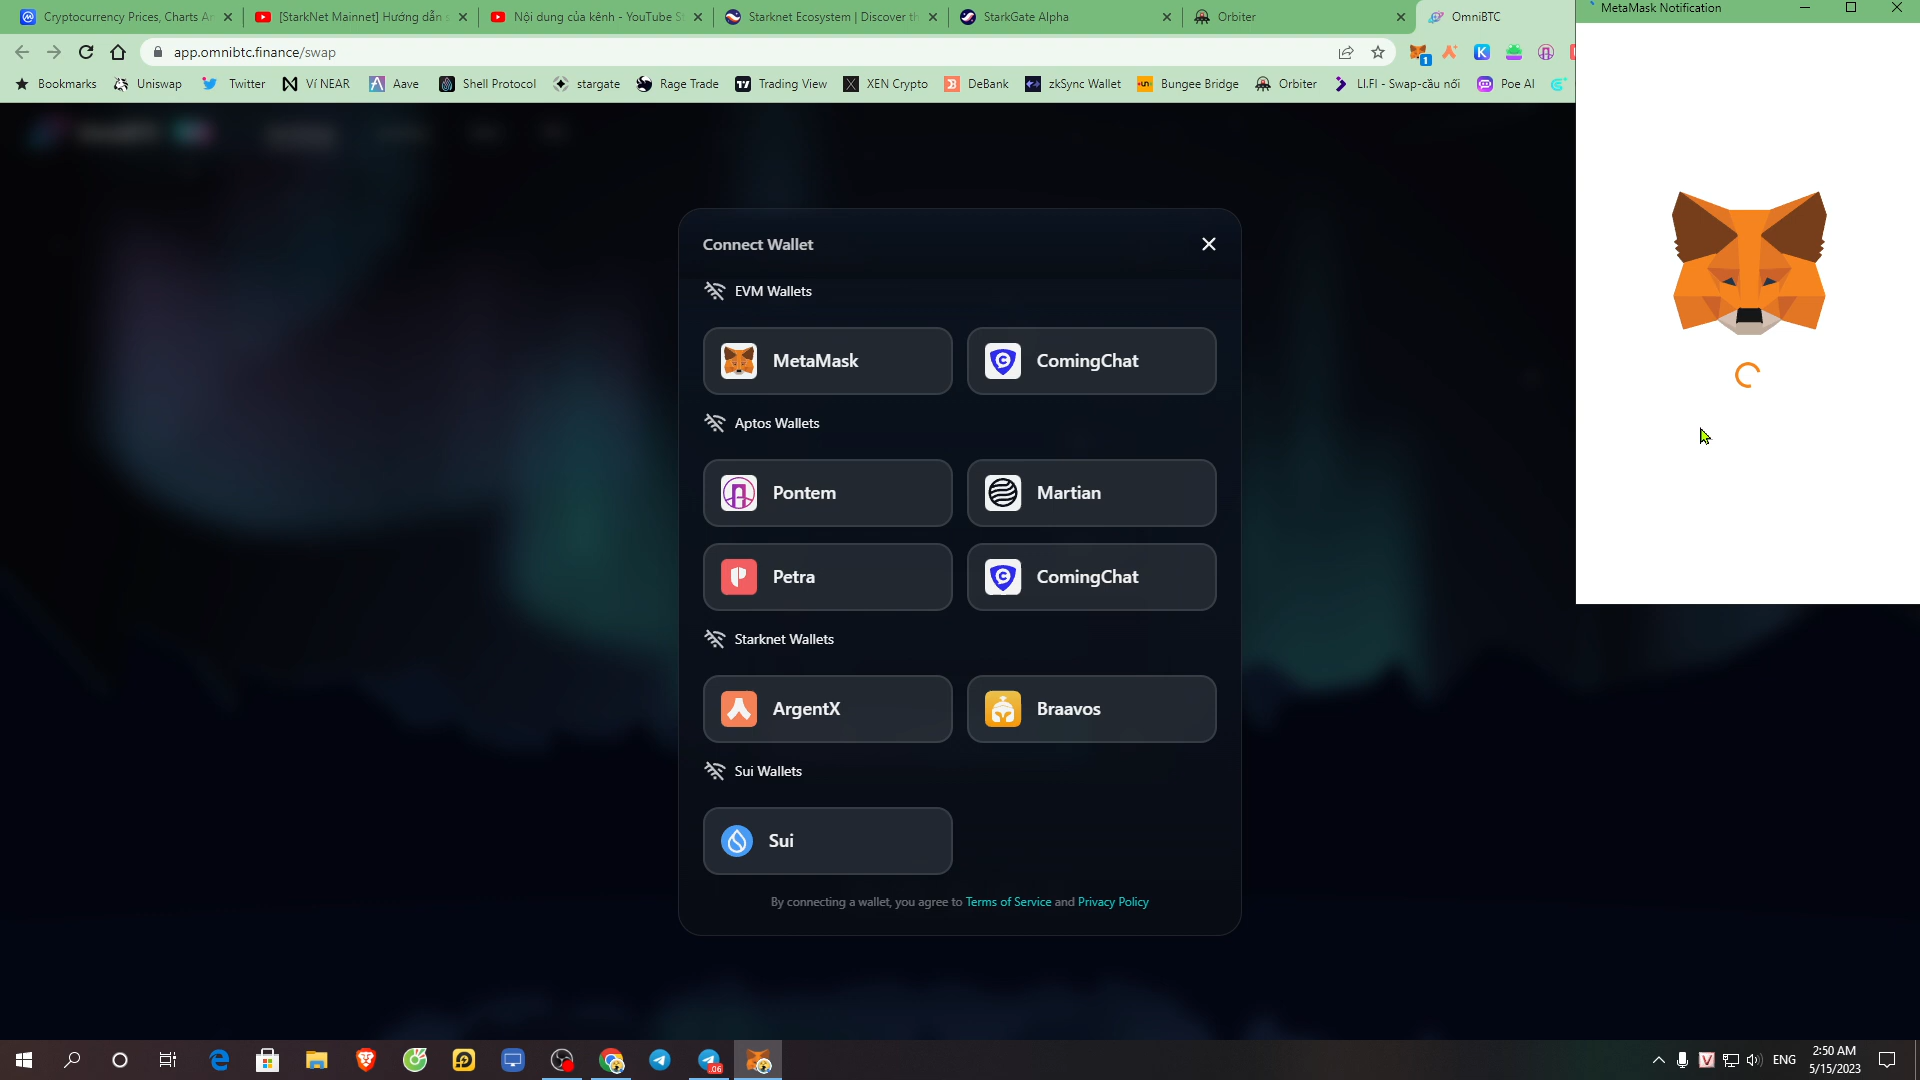 Cryptocurrency Prices, Charts Ar
[StarkNet Mainnet] Hướng dẫn s
Nội dung của kênh - YouTube S
Starknet Ecosystem | Discover th
StarkGate Alpha
Orbiter
OmniBTC
MetaMask Notification
app.omnibtc.finance/swap
1
Bookmarks
Uniswap
Twitter
Ví NEAR
Aave
Shell Protocol
stargate
Rage Trade
Trading View
XEN Crypto
DeBank
zkSync Wallet
Bungee Bridge
Orbiter
LI.FI - Swap-cầu nối
Poe AI
Connect Wallet
EVM Wallets
MetaMask
ComingChat
Aptos Wallets
Pontem
Martian
Petra
ComingChat
Starknet Wallets
ArgentX
Braavos
Sui Wallets
Sui
By connecting a wallet, you agree to Terms of Service and Privacy Policy
ENG
2:50 AM
5/15/2023